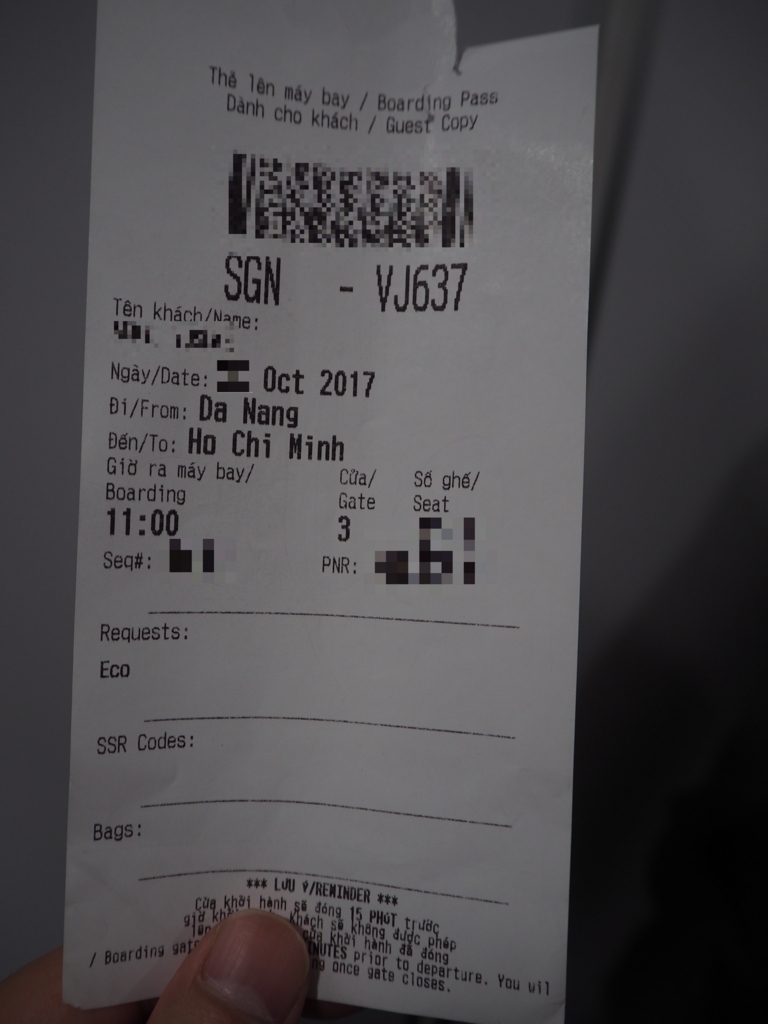 Thẻ lên máy bay / Boarding Pass
Dành cho khách / Guest Copy
SGN - VJ637
Tên khách/Name:
Ngày/Date: Oct 2017
Đi/From: Da Nang
Đến/To: Ho Chi Minh
Giờ ra máy bay/ Cửa/ Số ghế/
Boarding Gate Seat
11:00 3
Seq#: PNR:
Requests:
Eco
SSR Codes:
Bags:
*** LƯU Ý/REMINDER ***
Cửa khởi hành sẽ đóng 15 PHÚT trước
giờ khách sẽ không được phép
cửa khởi hành đã đóng
/ Boarding prior to departure. You wil
once gate closes.